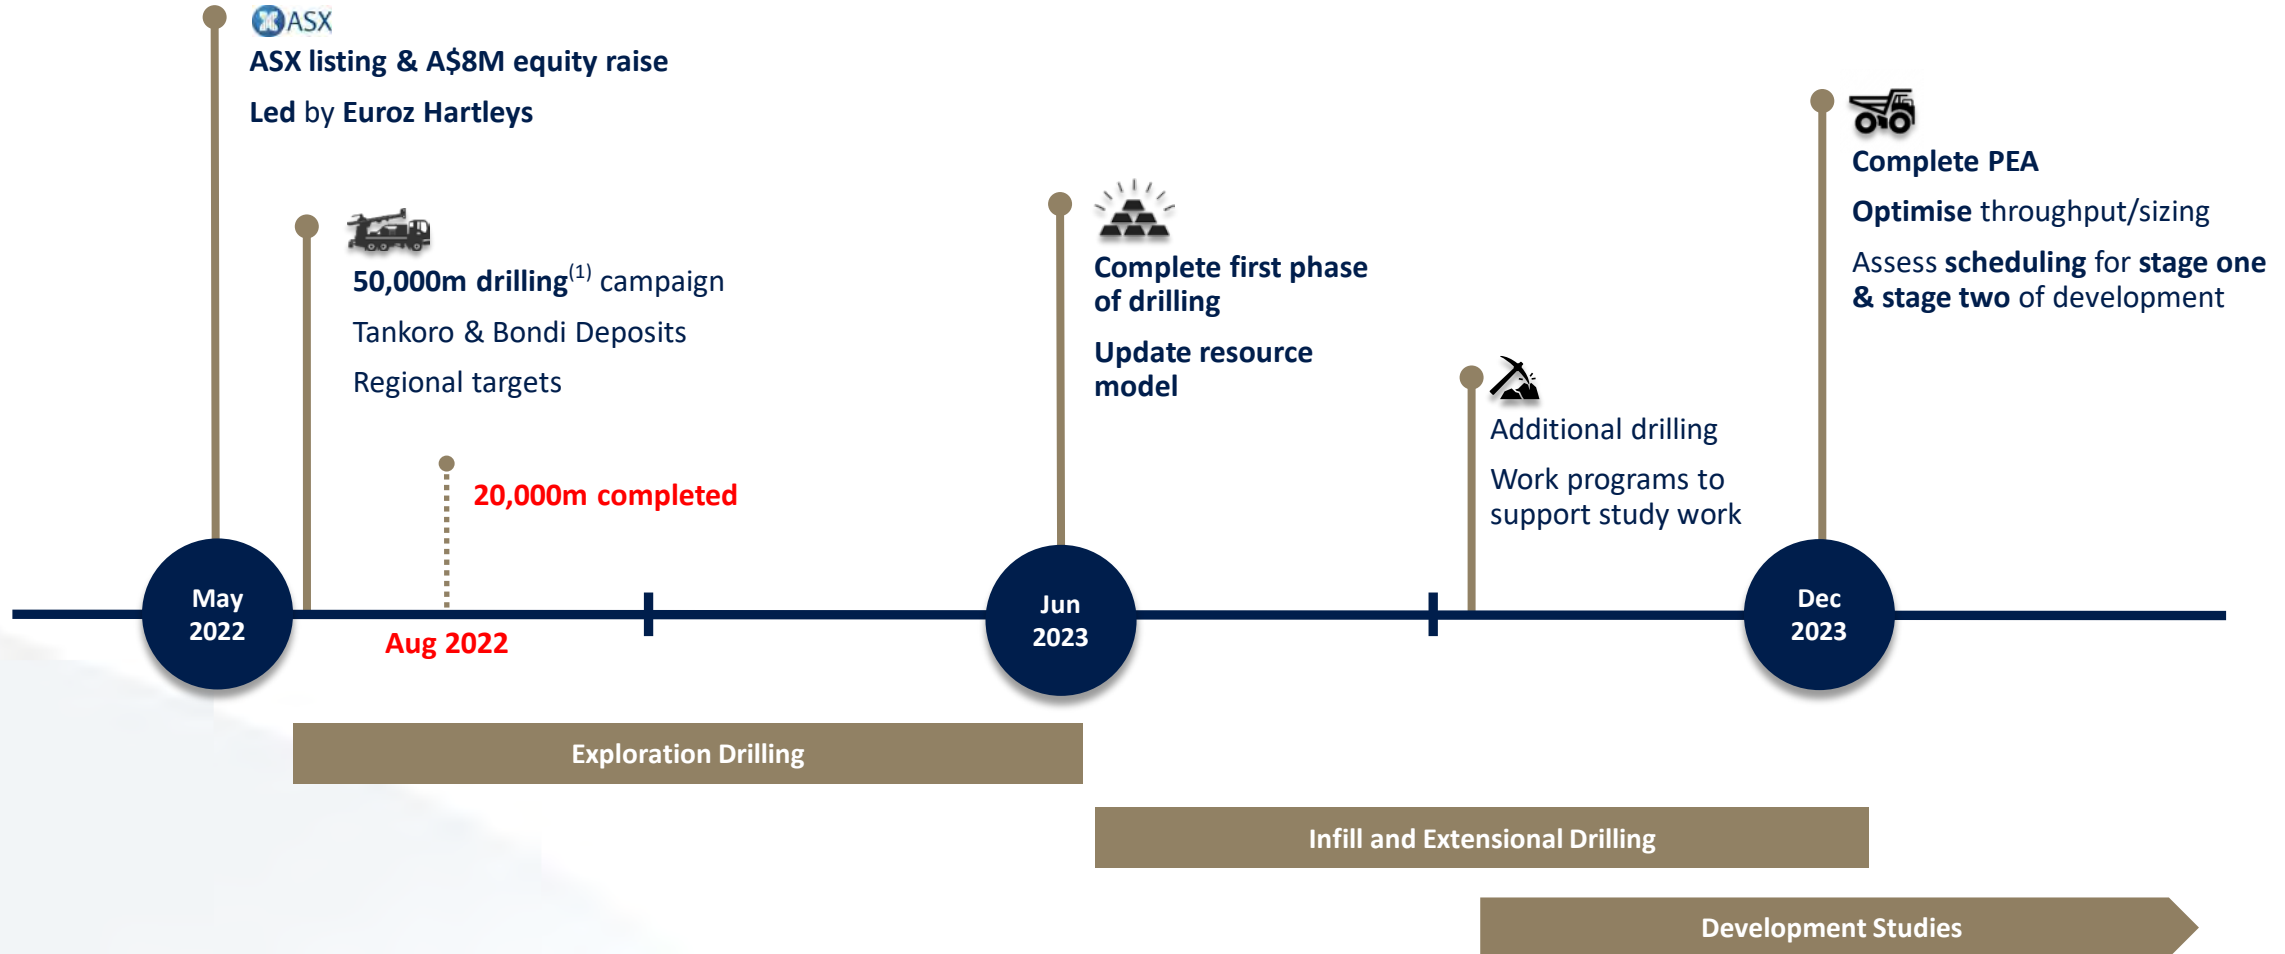 ASX
ASX listing & A$8M equity raise
Led by Euroz Hartleys
50,000m drilling(1) campaign
Tankoro & Bondi Deposits
Regional targets
20,000m completed
Complete first phase
of drilling
Update resource
model
Additional drilling
Work programs to
support study work
Complete PEA
Optimise throughput/sizing
Assess scheduling for stage one
& stage two of development
May
2022
Aug 2022
Jun
2023
Dec
2023
Exploration Drilling
Infill and Extensional Drilling
Development Studies